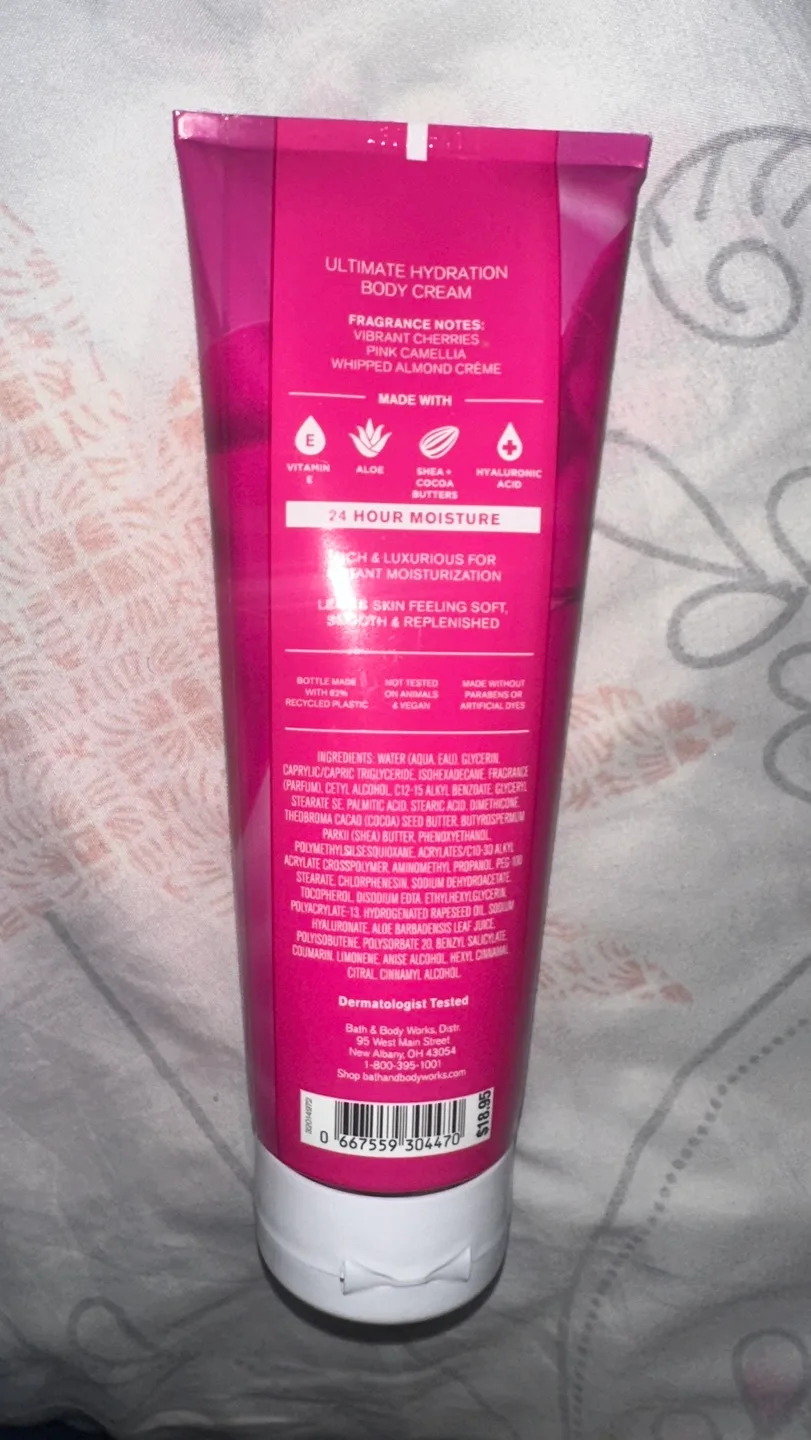 ULTIMATE HYDRATION
BODY CREAM
FRAGRANCE NOTES:
VIBRANT CHERRIES
PINK CAMELLIA
WHIPPED ALMOND CRÈME
MADE WITH
E
VITAMIN
E
ALOE
SHEA +
COCOA
BUTTERS
HYALURONIC
ACID
24 HOUR MOISTURE
& LUXURIOUS FOR
MOISTURIZATION
SKIN FEELING SOFT,
& REPLENISHED
BOTTLE MADE
WITH 82%
RECYCLED PLASTIC
NOT TESTED
ON ANIMALS
& VEGAN
MADE WITHOUT
PARABENS OR
ARTIFICIAL DYES
INGREDIENTS: WATER (AQUA, EAU), GLYCERIN,
CAPRYLIC/CAPRIC TRIGLYCERIDE, ISOHEXADECANE, FRAGRANCE
(PARFUM), CETYL ALCOHOL, C12-15 ALKYL BENZOATE, GLYCERYL
STEARATE SE, PALMITIC ACID, STEARIC ACID, DIMETHICONE,
THEOBROMA CACAO (COCOA) SEED BUTTER, BUTYROSPERMUM
PARKII (SHEA) BUTTER, PHENOXYETHANOL,
POLYMETHYLSILSESQUIOXANE, ACRYLATES/C10-30 ALKYL
ACRYLATE CROSSPOLYMER, AMINOMETHYL PROPANOL, PEG-100
STEARATE, CHLORPHENESIN, SODIUM DEHYDROACETATE,
TOCOPHEROL, DISODIUM EDTA, ETHYLHEXYLGLYCERIN,
POLYACRYLATE-13, HYDROGENATED RAPESEED OIL, SODIUM
HYALURONATE, ALOE BARBADENSIS LEAF JUICE,
POLYISOBUTENE, POLYSORBATE 20, BENZYL SALICYLATE,
COUMARIN, LIMONENE, ANISE ALCOHOL, HEXYL CINNAMAL,
CITRAL, CINNAMYL ALCOHOL.
Dermatologist Tested
Bath & Body Works, Distr.
95 West Main Street
New Albany, OH 43054
1-800-395-1001
Shop bathandbodyworks.com
0 667559 304470
$18.95